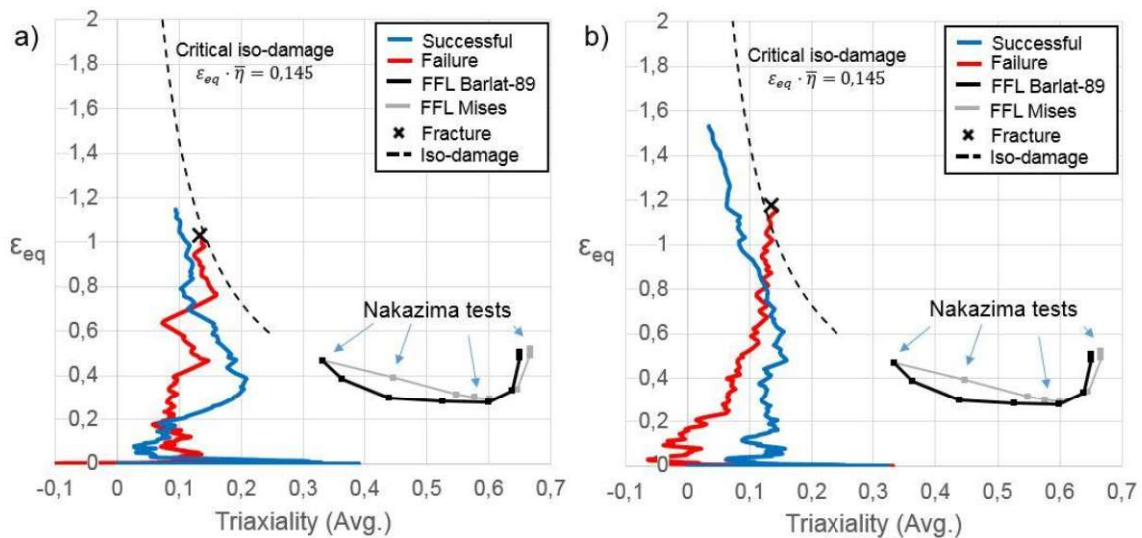 a)
2
1,8
1,6
1,4
1,2
1
0,8
0,6
0,4
0,2
0
εeq
Critical iso-damage
εeq · η̅ = 0,145
Successful
Failure
FFL Barlat-89
FFL Mises
Fracture
Iso-damage
Nakazima tests
-0,1 0 0,1 0,2 0,3 0,4 0,5 0,6 0,7
Triaxiality (Avg.)
b)
2
1,8
1,6
1,4
1,2
1
0,8
0,6
0,4
0,2
0
εeq
Critical iso-damage
εeq · η̅ = 0,145
Successful
Failure
FFL Barlat-89
FFL Mises
Fracture
Iso-damage
Nakazima tests
-0,1 0 0,1 0,2 0,3 0,4 0,5 0,6 0,7
Triaxiality (Avg.)